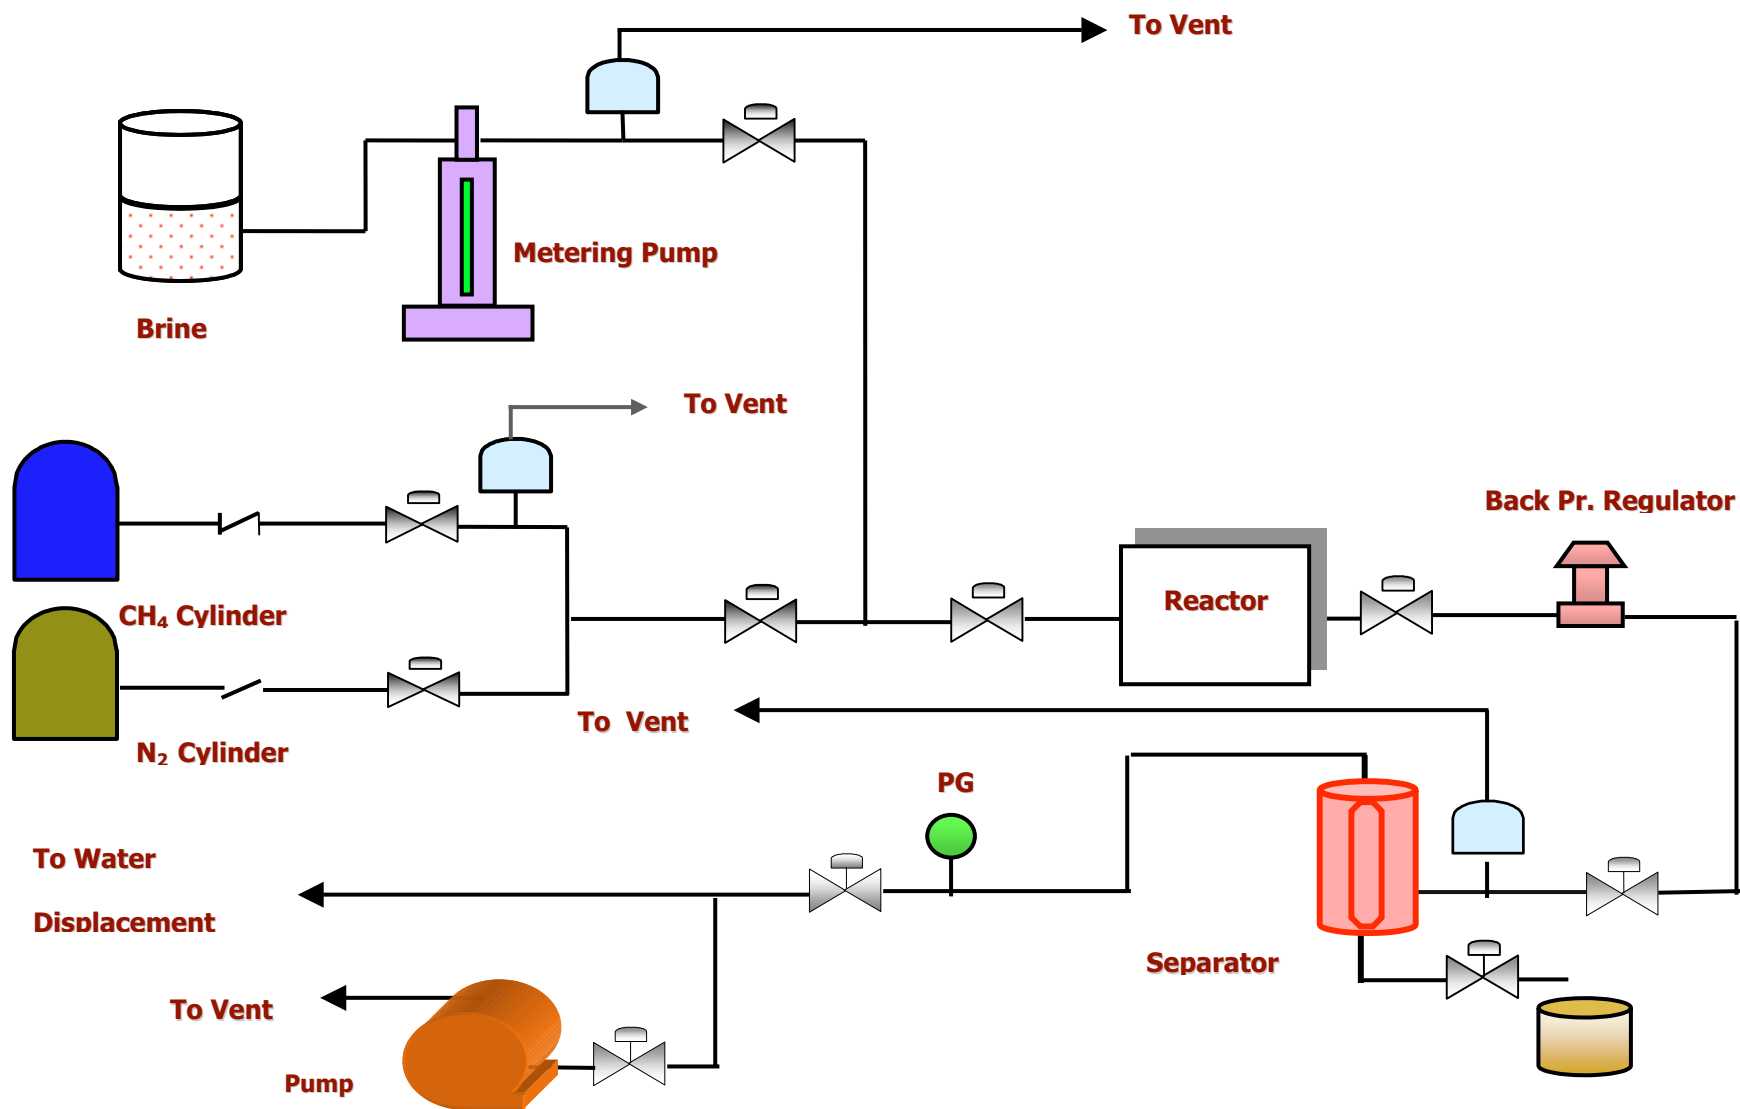 To Vent
Metering Pump
Brine
To Vent
Back Pr. Regulator
Reactor
CH₄ Cylinder
To Vent
N₂ Cylinder
PG
To Water
Displacement
Separator
To Vent
Pump